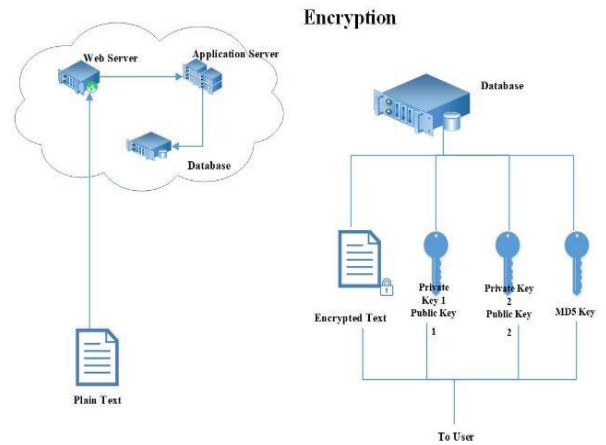 Encryption
Web Server
Application Server
Database
Plain Text
Database
Encrypted Text
Private
Key 1
Public Key
1
Private Key
2
Public Key
2
MD5 Key
To User